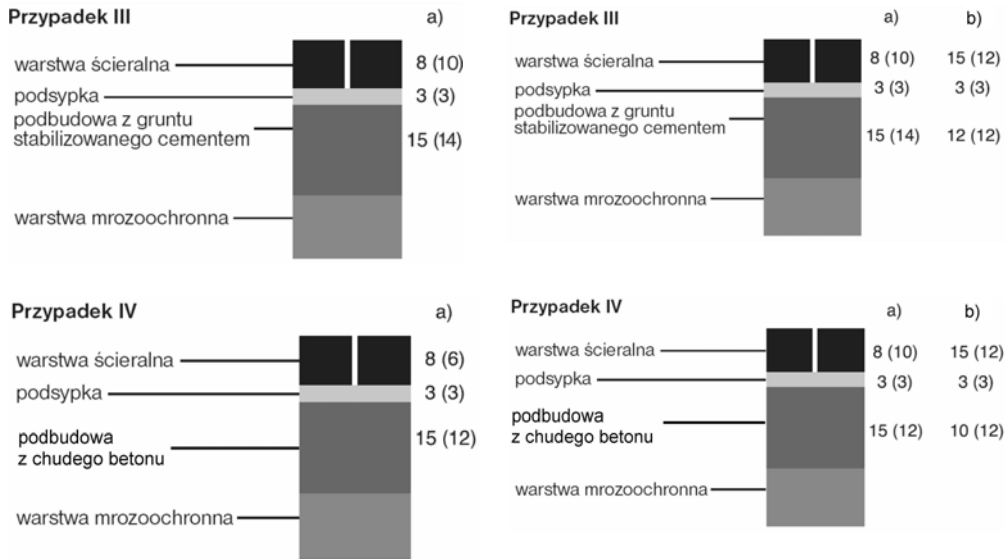 Przypadek III a)
warstwa ścieralna 8 (10)
podsypka 3 (3)
podbudowa z gruntu
stabilizowanego cementem 15 (14)
warstwa mrozoochronna
Przypadek III a) b)
warstwa ścieralna 8 (10) 15 (12)
podsypka 3 (3) 3 (3)
podbudowa z gruntu
stabilizowanego cementem 15 (14) 12 (12)
warstwa mrozoochronna
Przypadek IV a)
warstwa ścieralna 8 (6)
podsypka 3 (3)
podbudowa
z chudego betonu 15 (12)
warstwa mrozoochronna
Przypadek IV a) b)
warstwa ścieralna 8 (10) 15 (12)
podsypka 3 (3) 3 (3)
podbudowa
z chudego betonu 15 (12) 10 (12)
warstwa mrozoochronna